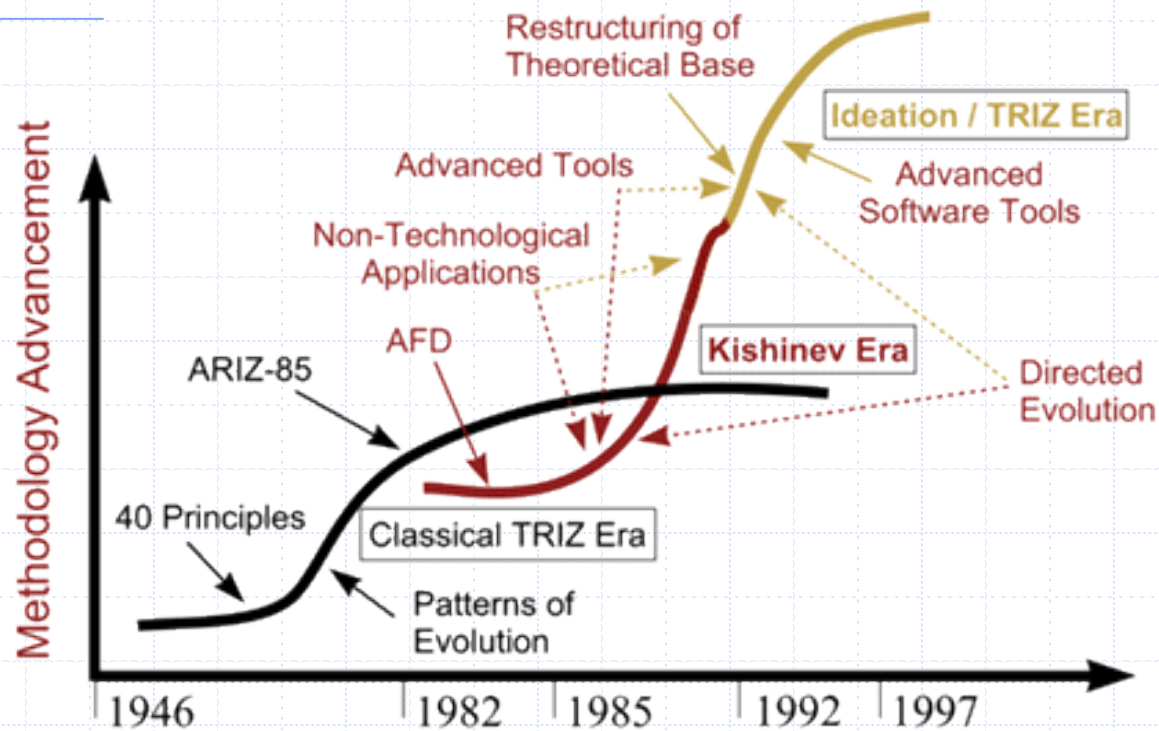 Restructuring of
Theoretical Base
Ideation / TRIZ Era
Advanced Tools
Advanced
Software Tools
Non-Technological
Applications
Methodology Advancement
AFD
Kishinev Era
ARIZ-85
Directed
Evolution
40 Principles
Classical TRIZ Era
Patterns of
Evolution
1946
1982
1985
1992
1997